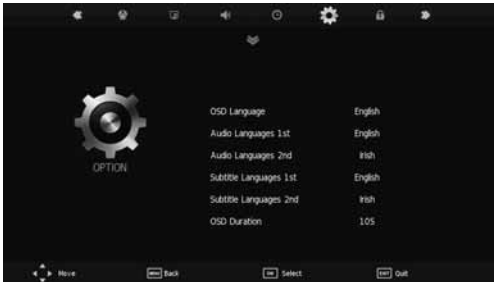 OPTION
OSD Language English
Audio Languages 1st English
Audio Languages 2nd Irish
Subtitle Languages 1st English
Subtitle Languages 2nd Irish
OSD Duration 10S
Move MENU Back OK Select EXIT Quit